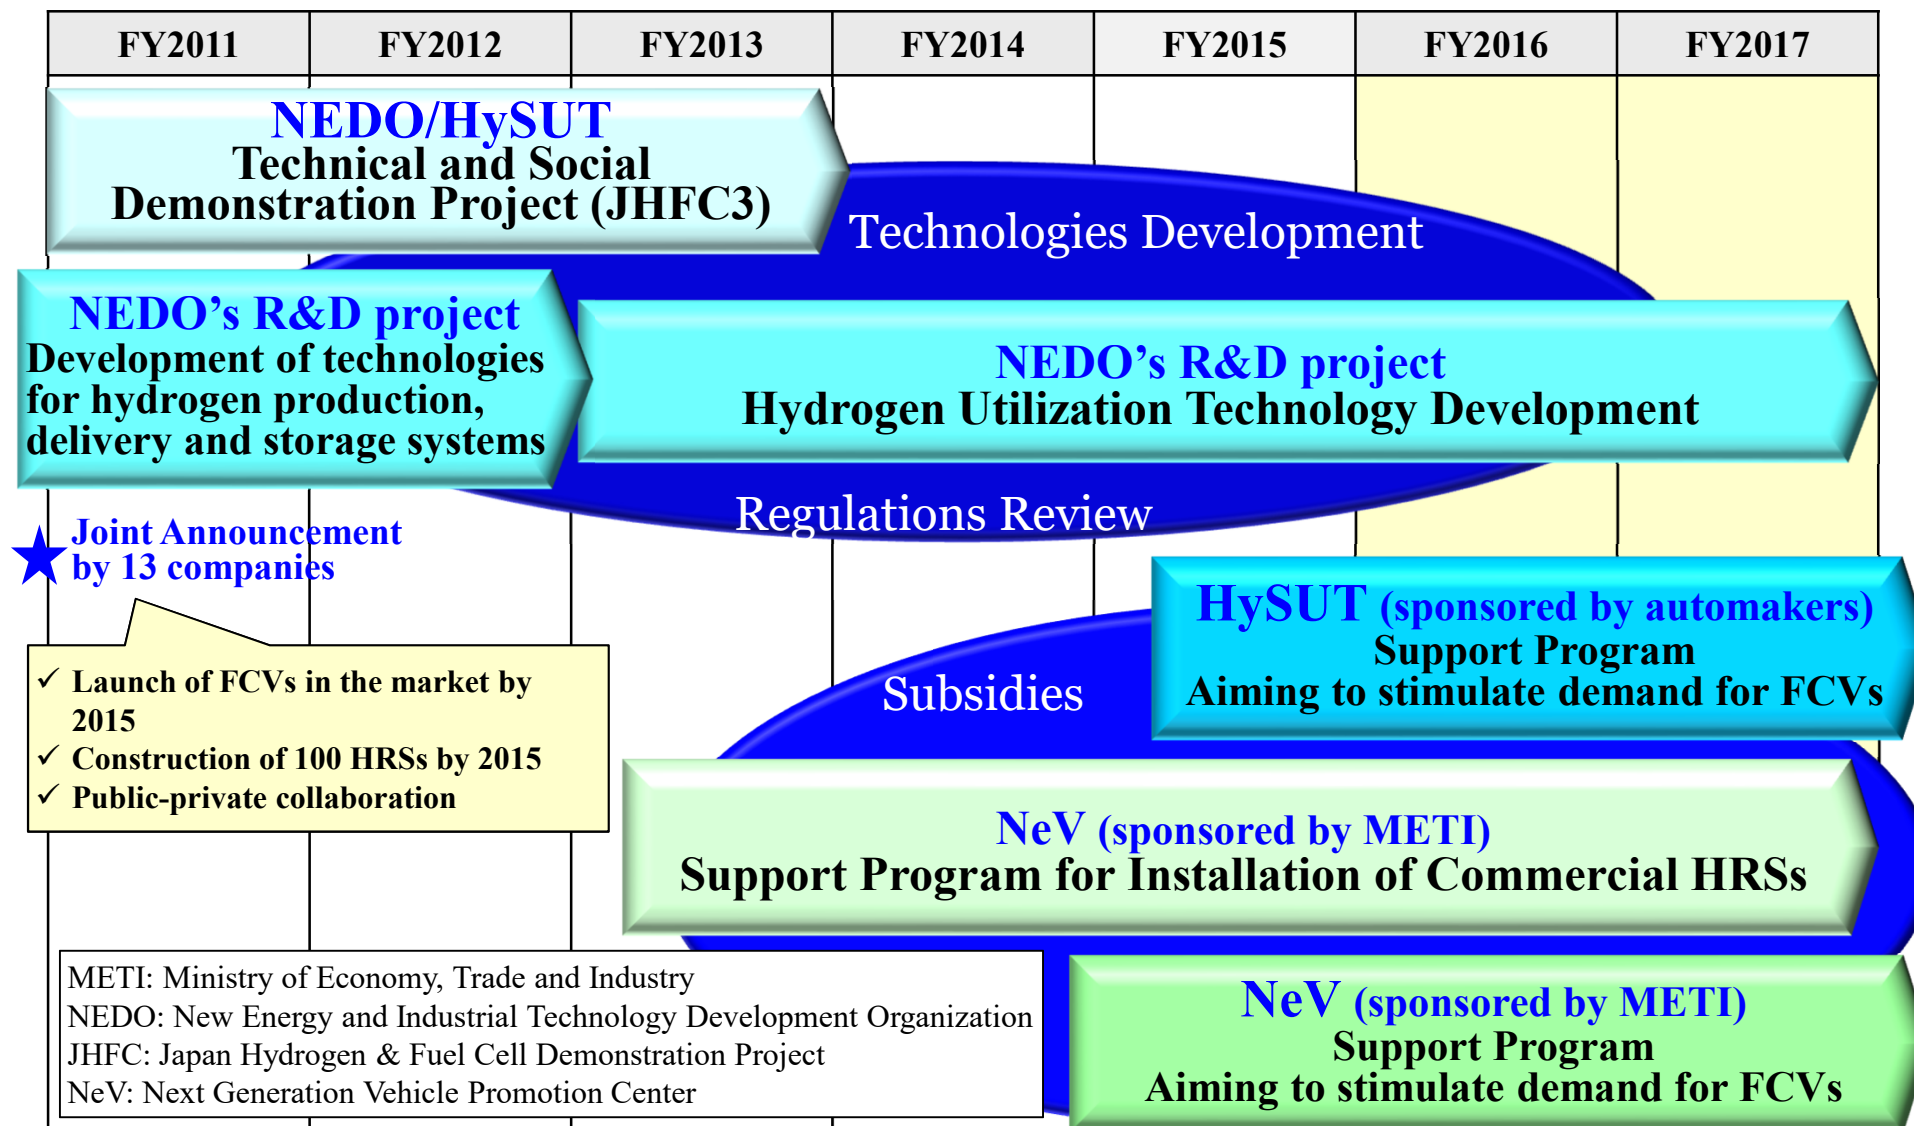 FY2011 FY2012 FY2013 FY2014 FY2015 FY2016 FY2017
NEDO/HySUT
Technical and Social
Demonstration Project (JHFC3)
Technologies Development
NEDO’s R&D project
Development of technologies
for hydrogen production,
delivery and storage systems
NEDO’s R&D project
Hydrogen Utilization Technology Development
Regulations Review
Joint Announcement
by 13 companies
✓ Launch of FCVs in the market by
2015
✓ Construction of 100 HRSs by 2015
✓ Public-private collaboration
HySUT (sponsored by automakers)
Support Program
Aiming to stimulate demand for FCVs
Subsidies
NeV (sponsored by METI)
Support Program for Installation of Commercial HRSs
METI: Ministry of Economy, Trade and Industry
NEDO: New Energy and Industrial Technology Development Organization
JHFC: Japan Hydrogen & Fuel Cell Demonstration Project
NeV: Next Generation Vehicle Promotion Center
NeV (sponsored by METI)
Support Program
Aiming to stimulate demand for FCVs